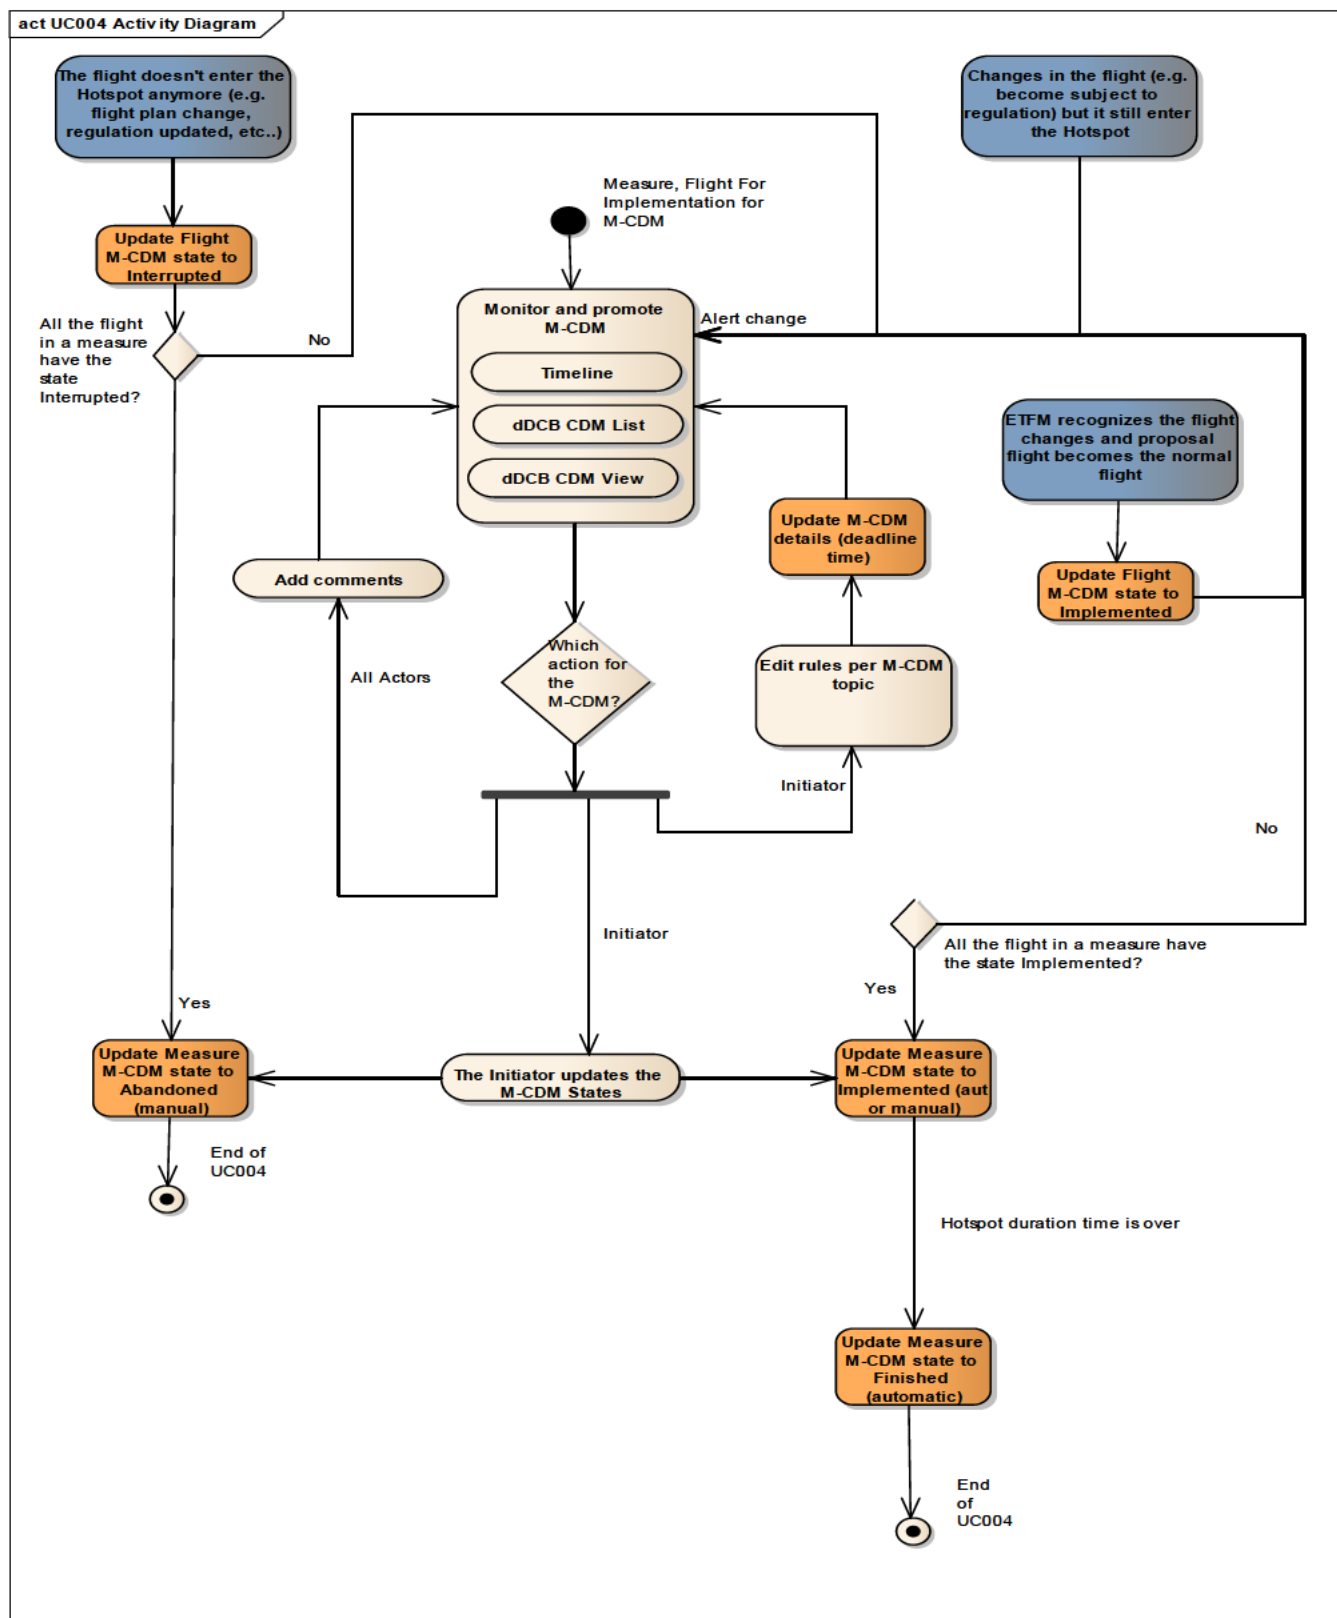 act UC004 Activity Diagram
The flight doesn't enter the
Hotspot anymore (e.g.
flight plan change,
regulation updated, etc..)
Changes in the flight (e.g.
become subject to
regulation) but it still enter
the Hotspot
Measure, Flight For
Implementation for
M-CDM
Update Flight
M-CDM state to
Interrupted
All the flight
in a measure
have the
state
Interrupted?
No
Monitor and promote
M-CDM
Alert change
Timeline
dDCB CDM List
dDCB CDM View
ETFM recognizes the flight
changes and proposal
flight becomes the normal
flight
Update M-CDM
details (deadline
time)
Add comments
Update Flight
M-CDM state to
Implemented
Which
action for
the
M-CDM?
All Actors
Edit rules per M-CDM
topic
Initiator
No
Initiator
All the flight in a measure have
the state Implemented?
Yes
Yes
Update Measure
M-CDM state to
Abandoned
(manual)
The Initiator updates the
M-CDM States
Update Measure
M-CDM state to
Implemented (aut
or manual)
End of
UC004
Hotspot duration time is over
Update Measure
M-CDM state to
Finished
(automatic)
End
of
UC004